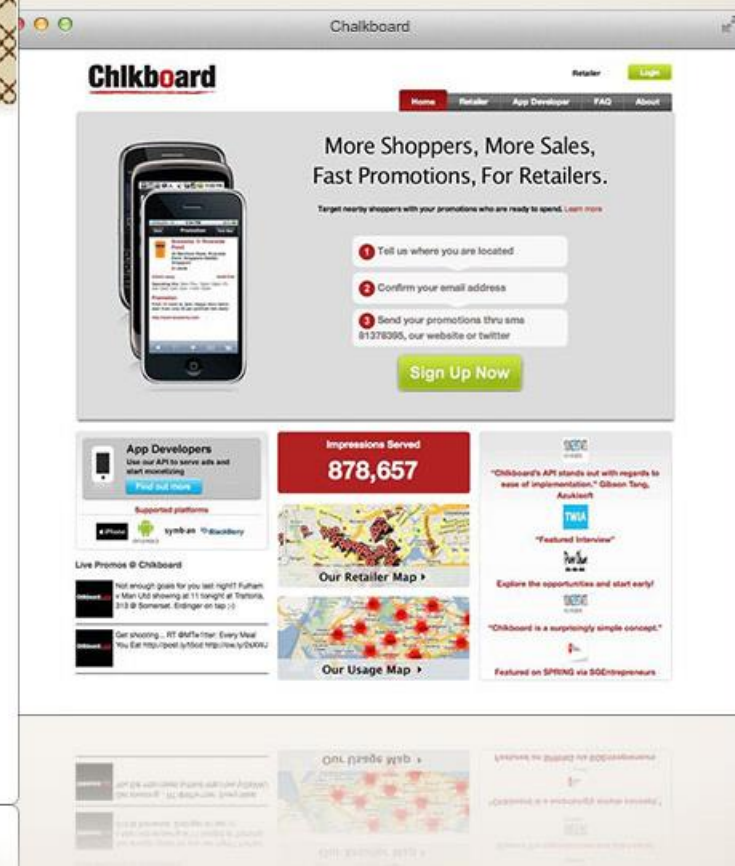 Chalkboard
Chlkboard
Retailer Login
Home Retailer App Developer FAQ About
More Shoppers, More Sales,
Fast Promotions, For Retailers.
Target nearby shoppers with your promotions who are ready to spend. Learn more
1 Tell us where you are located
2 Confirm your email address
3 Send your promotions thru sms
81378395, our website or twitter
Sign Up Now
Promotion
App Developers
Use our API to serve ads and
start monetizing
Find out more
Supported platforms
iPhone symbian BlackBerry
Live Promos @ Chlkboard
Not enough goals for you last night? Fulham
v Man Utd showing at 11 tonight at Trattoria,
313 @ Somerset. Erdinger on tap ;-)
Get shooting... RT @MTwitter: Every Meal
You Eat
Impressions Served
878,657
Our Retailer Map
Our Usage Map
"Chlkboard's API stands out with regards to
ease of implementation." Gibson Tang,
Azukisoft
TWIA
"Featured Interview"
Explore the opportunities and start early!
"Chlkboard is a surprisingly simple concept."
Featured on SPRING via SGEntrepreneurs